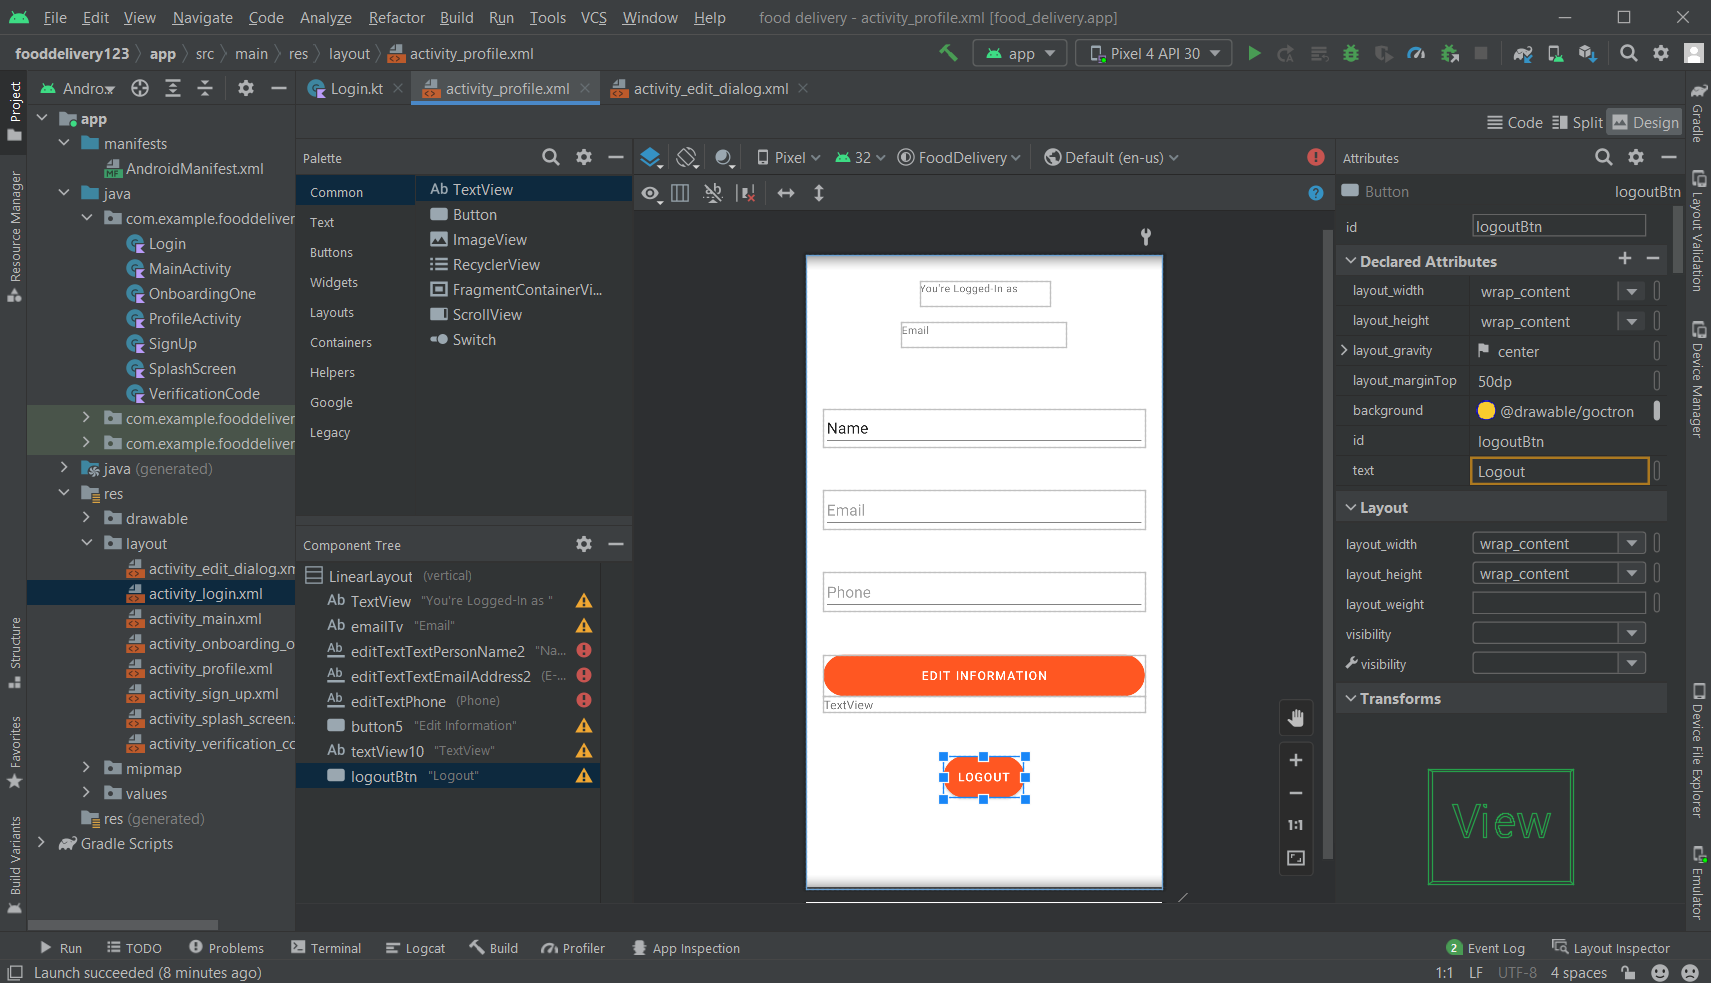 File Edit View Navigate Code Analyze Refactor Build Run Tools VCS Window Help food delivery - activity_profile.xml [food_delivery.app]
fooddelivery123 app src main res layout activity_profile.xml app Pixel 4 API 30
Andro... Login.kt activity_profile.xml activity_edit_dialog.xml
Code Split Design
Project
Resource Manager
Structure
Favorites
Build Variants
app
manifests
AndroidManifest.xml
java
com.example.fooddeliver
Login
MainActivity
OnboardingOne
ProfileActivity
SignUp
SplashScreen
VerificationCode
com.example.fooddeliver
com.example.fooddeliver
java (generated)
res
drawable
layout
activity_edit_dialog.xm
activity_login.xml
activity_main.xml
activity_onboarding_o
activity_profile.xml
activity_sign_up.xml
activity_splash_screen.
activity_verification_co
mipmap
values
res (generated)
Gradle Scripts
Palette
Common
Text
Buttons
Widgets
Layouts
Containers
Helpers
Google
Legacy
Ab TextView
Button
ImageView
RecyclerView
FragmentContainerVi...
ScrollView
Switch
Component Tree
LinearLayout (vertical)
Ab TextView "You're Logged-In as "
Ab emailTv "Email"
Ab editTextTextPersonName2 "Na...
Ab editTextTextEmailAddress2 (E-...
Ab editTextPhone (Phone)
button5 "Edit Information"
Ab textView10 "TextView"
logoutBtn "Logout"
Pixel 32 FoodDelivery Default (en-us)
You're Logged-In as
Email
Name
Email
Phone
EDIT INFORMATION
TextView
LOGOUT
1:1
Attributes
Button logoutBtn
id logoutBtn
Declared Attributes
layout_width wrap_content
layout_height wrap_content
layout_gravity center
layout_marginTop 50dp
background @drawable/goctron
id logoutBtn
text Logout
Layout
layout_width wrap_content
layout_height wrap_content
layout_weight
visibility
visibility
Transforms
View
Gradle
Layout Validation
Device Manager
Device File Explorer
Emulator
Run TODO Problems Terminal Logcat Build Profiler App Inspection 2 Event Log Layout Inspector
Launch succeeded (8 minutes ago) 1:1 LF UTF-8 4 spaces